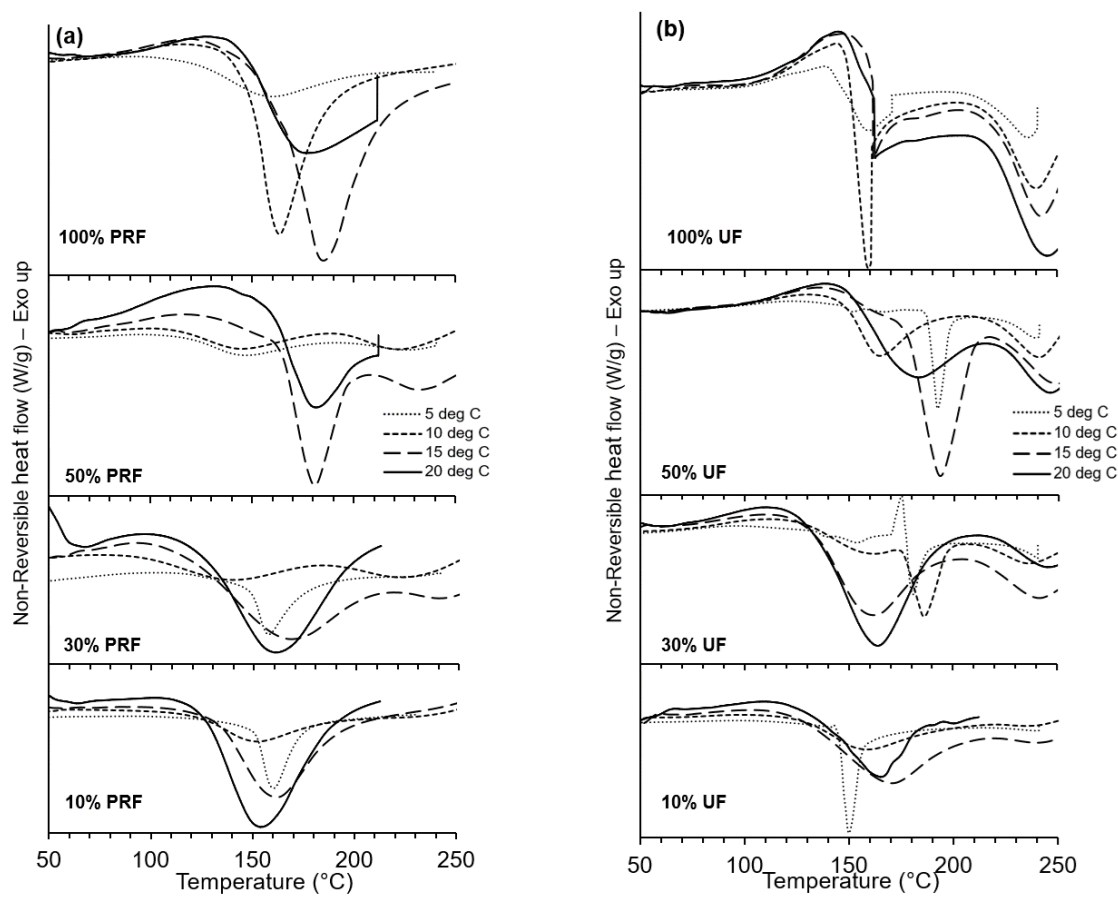 (a)
100% PRF
50% PRF
5 deg C
10 deg C
15 deg C
20 deg C
30% PRF
10% PRF
Non-Reversible heat flow (W/g) – Exo up
50 100 150 200 250
Temperature (°C)
(b)
100% UF
50% UF
5 deg C
10 deg C
15 deg C
20 deg C
30% UF
10% UF
Non-Reversible heat flow (W/g) – Exo up
50 100 150 200 250
Temperature (°C)